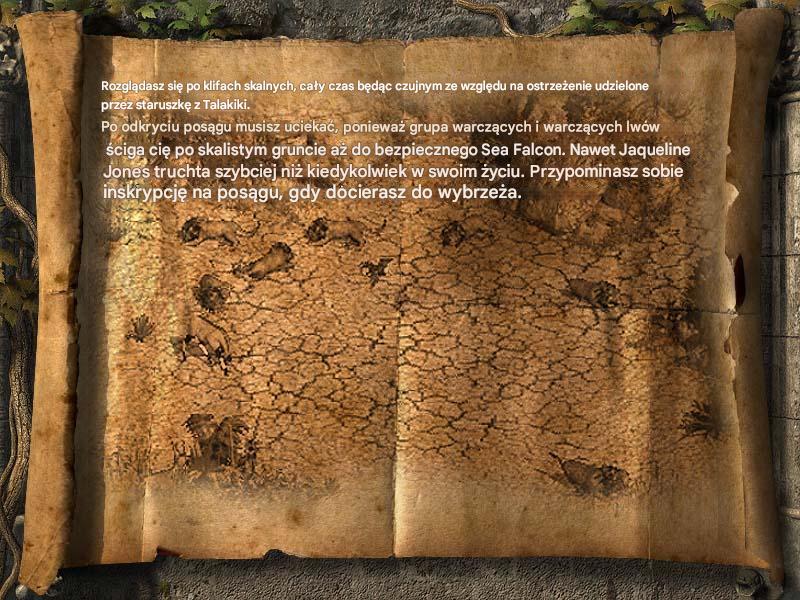 Rozglądasz się po klifach skalnych, cały czas będąc czujnym ze względu na ostrzeżenie udzielone
przez staruszkę z Talakiki.
Po odkryciu posągu musisz uciekać, ponieważ grupa warczących i warczących lwów
ściga cię po skalistym gruncie aż do bezpiecznego Sea Falcon. Nawet Jaqueline
Jones truchta szybciej niż kiedykolwiek w swoim życiu. Przypominasz sobie
inskrypcję na posągu, gdy docierasz do wybrzeża.